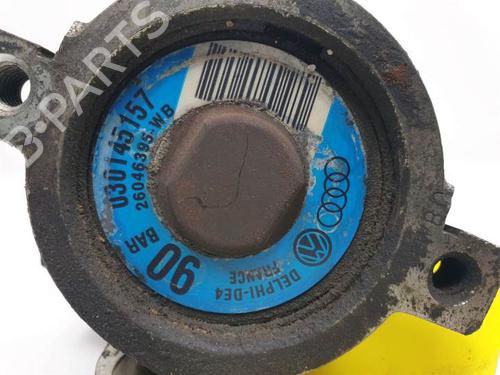 B-PARTS
030145157
26046395-WB
90 BAR
DELPHI-DE4
FRANCE